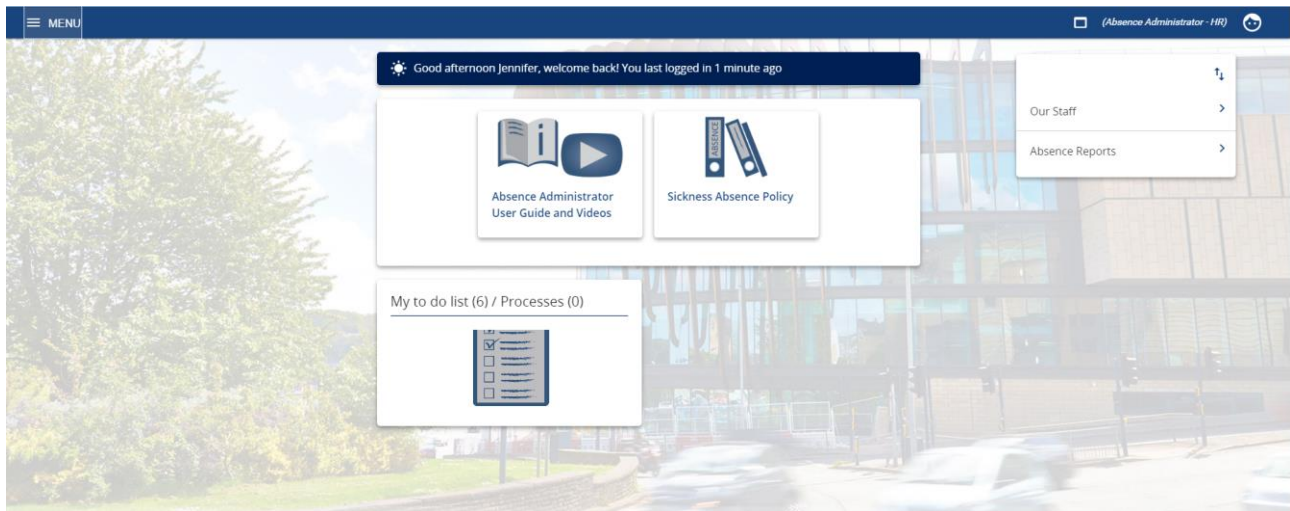 MENU
(Absence Administrator - HR)
Good afternoon Jennifer, welcome back! You last logged in 1 minute ago
Absence Administrator
User Guide and Videos
ABSENCE
Sickness Absence Policy
Our Staff
Absence Reports
My to do list (6) / Processes (0)